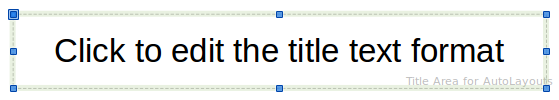 Click to edit the title text format
Title Area for AutoLayouts